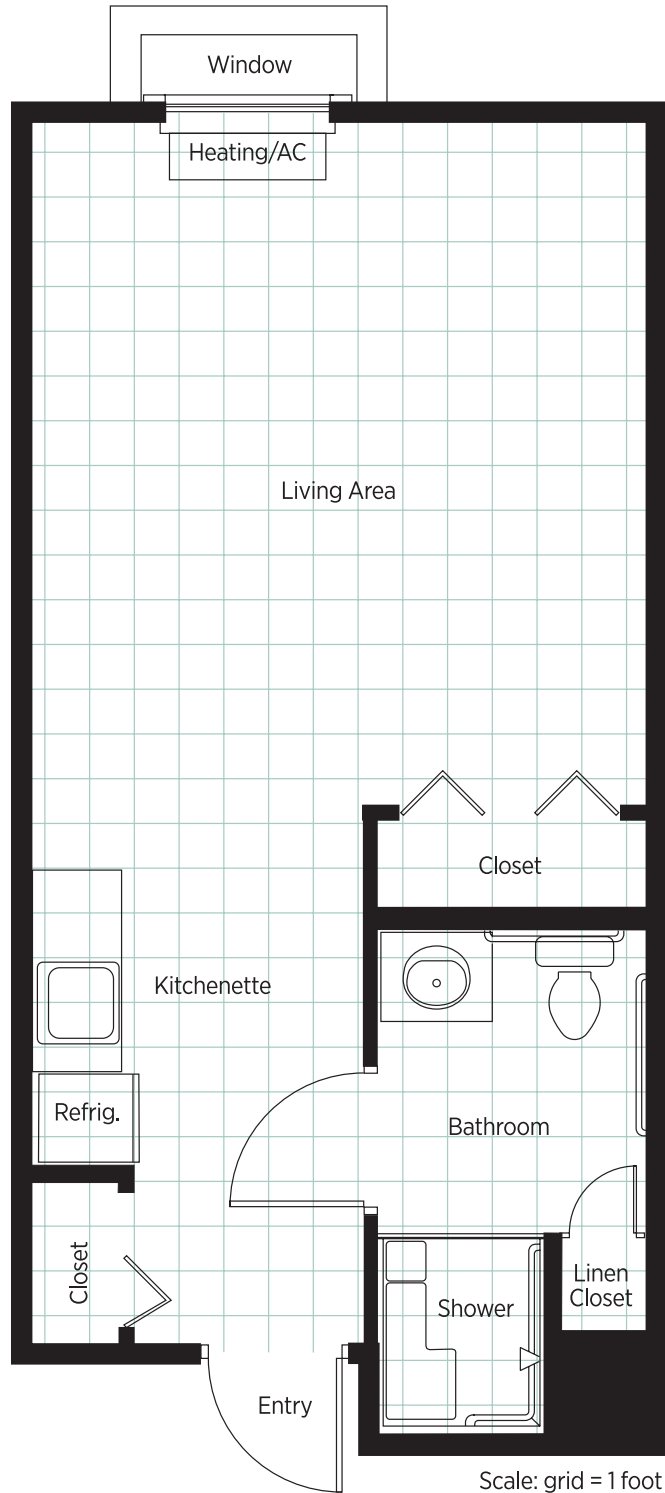 Window
Heating/AC
Living Area
Closet
Kitchenette
Refrig.
Bathroom
Closet
Linen
Closet
Shower
Entry
Scale: grid = 1 foot